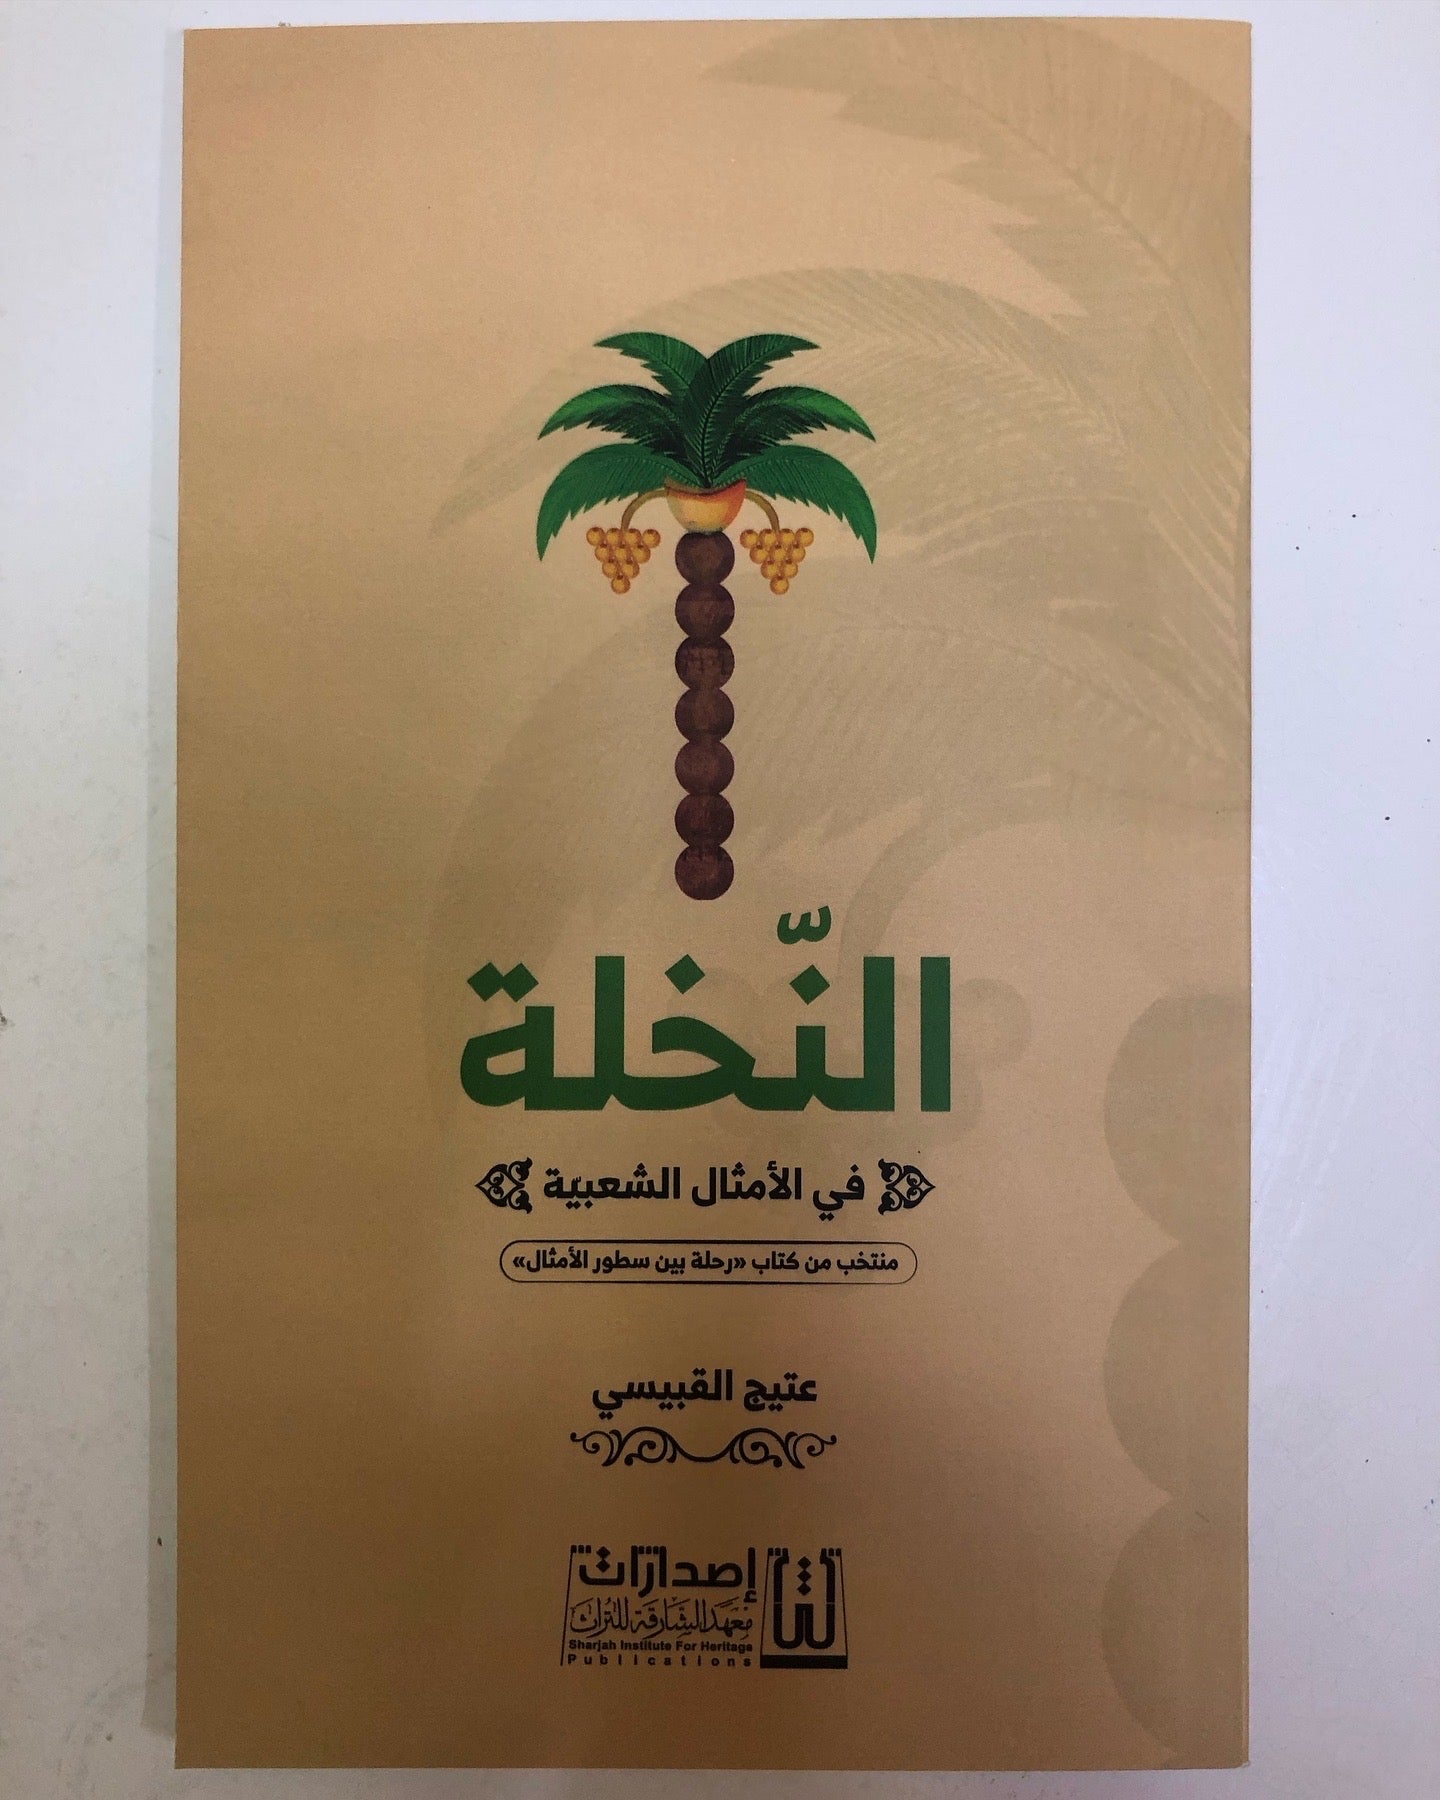 النّخلة
في الأمثال الشعبيّة
منتخب من كتاب «رحلة بين سطور الأمثال»
عتيج القبيسي
إصدارات
معهد الشارقة للتراث
Sharjah Institute For Heritage
Publications